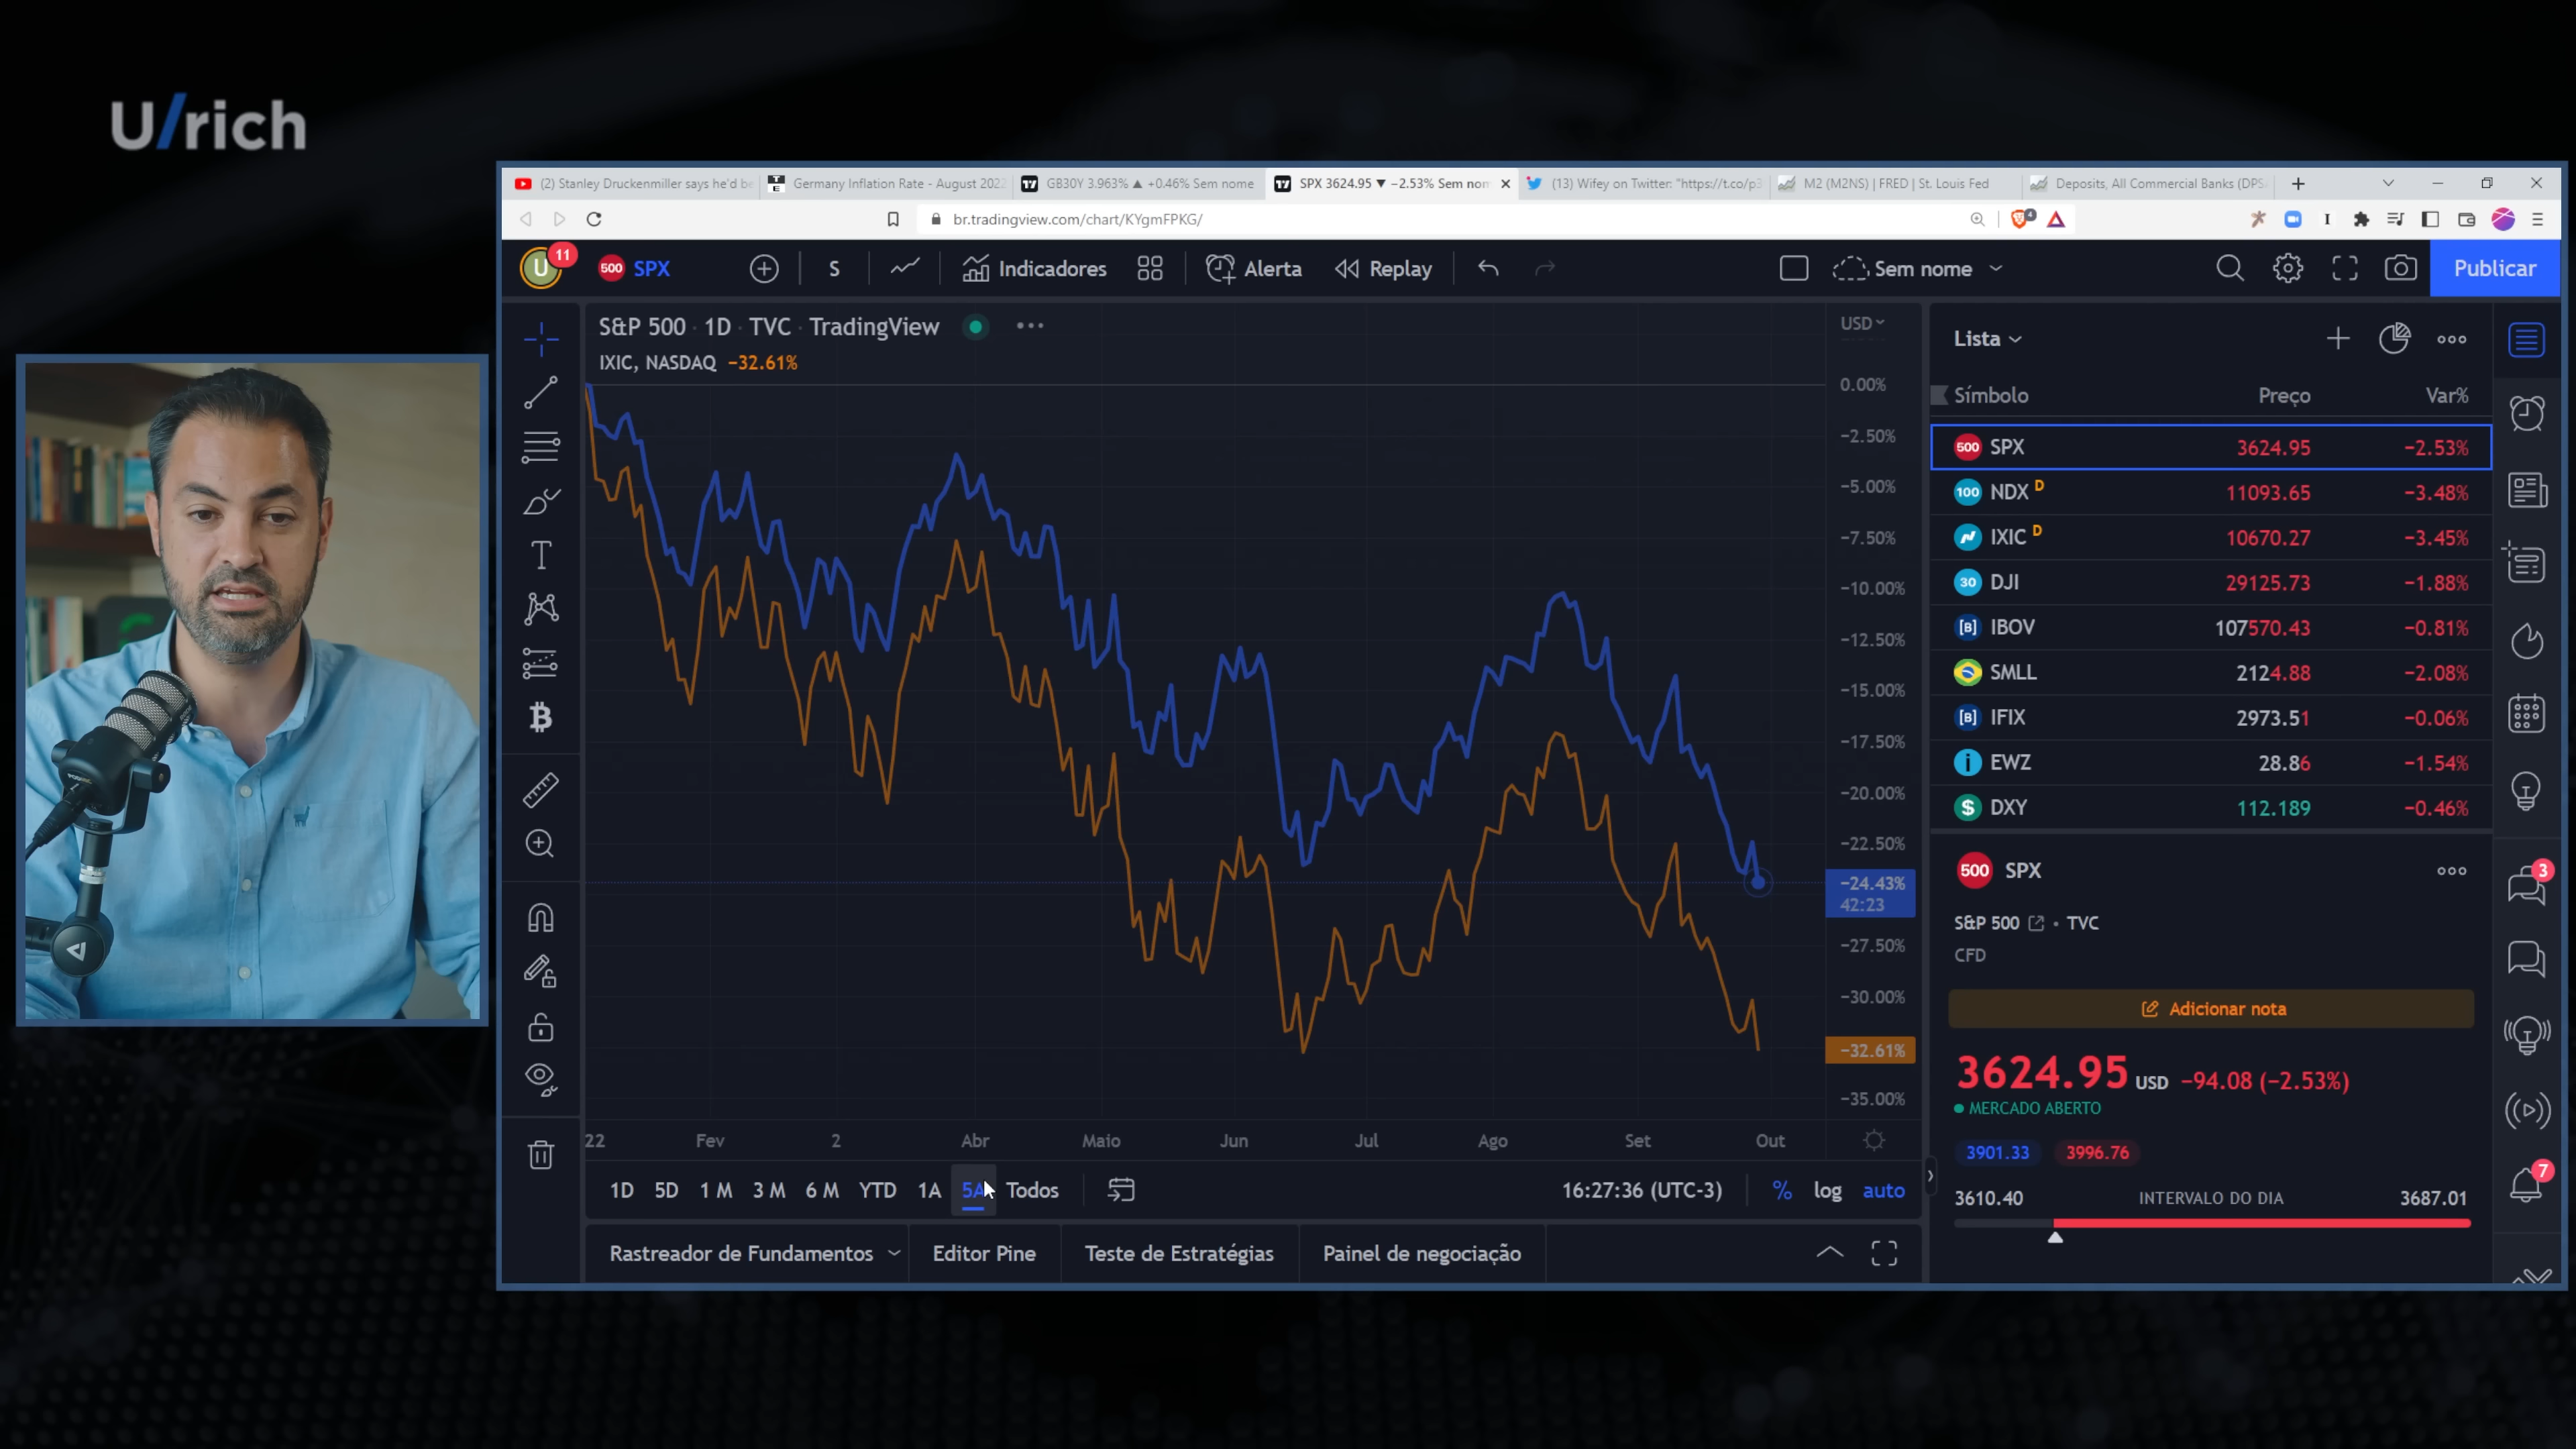 U/rich
(2) Stanley Druckenmiller says he'd be
Germany Inflation Rate - August 2022
GB30Y 3.963% ▲ +0.46% Sem nome
SPX 3624.95 ▼ −2.53% Sem nom
(13) Wifey on Twitter: "https://t.co/p3
M2 (M2NS) | FRED | St. Louis Fed
Deposits, All Commercial Banks (DPS
br.tradingview.com/chart/KYgmFPKG/
U 11
500 SPX
S
Indicadores
Alerta
Replay
Sem nome
Publicar
S&P 500 · 1D · TVC · TradingView
IXIC, NASDAQ −32.61%
USD
0.00%
−2.50%
−5.00%
−7.50%
−10.00%
−12.50%
−15.00%
−17.50%
−20.00%
−22.50%
−24.43%
42:23
−27.50%
−30.00%
−32.61%
−35.00%
22 Fev 2 Abr Maio Jun Jul Ago Set Out
1D 5D 1 M 3 M 6 M YTD 1A 5A Todos
16:27:36 (UTC-3) % log auto
Rastreador de Fundamentos
Editor Pine
Teste de Estratégias
Painel de negociação
Lista
Símbolo Preço Var%
500 SPX 3624.95 −2.53%
100 NDX D 11093.65 −3.48%
IXIC D 10670.27 −3.45%
30 DJI 29125.73 −1.88%
[B] IBOV 107570.43 −0.81%
SMLL 2124.88 −2.08%
[B] IFIX 2973.51 −0.06%
i EWZ 28.86 −1.54%
$ DXY 112.189 −0.46%
500 SPX
S&P 500 · TVC
CFD
Adicionar nota
3624.95 USD −94.08 (−2.53%)
MERCADO ABERTO
3901.33 3996.76
3610.40 INTERVALO DO DIA 3687.01
3
7